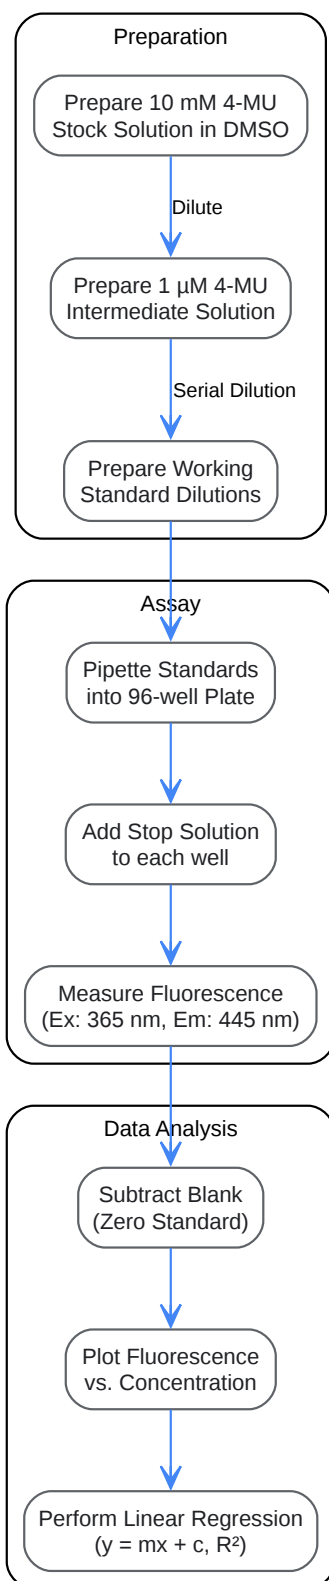 Preparation
Prepare 10 mM 4-MU
Stock Solution in DMSO
Dilute
Prepare 1 µM 4-MU
Intermediate Solution
Serial Dilution
Prepare Working
Standard Dilutions
Assay
Pipette Standards
into 96-well Plate
Add Stop Solution
to each well
Measure Fluorescence
(Ex: 365 nm, Em: 445 nm)
Data Analysis
Subtract Blank
(Zero Standard)
Plot Fluorescence
vs. Concentration
Perform Linear Regression
(y = mx + c, R²)